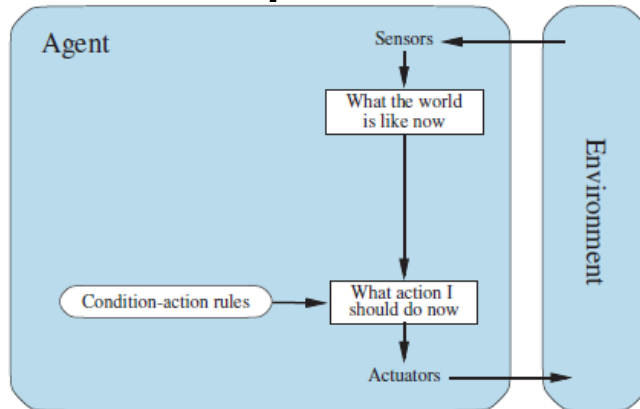 Agent
Sensors
What the world
is like now
Environment
Condition-action rules
What action I
should do now
Actuators